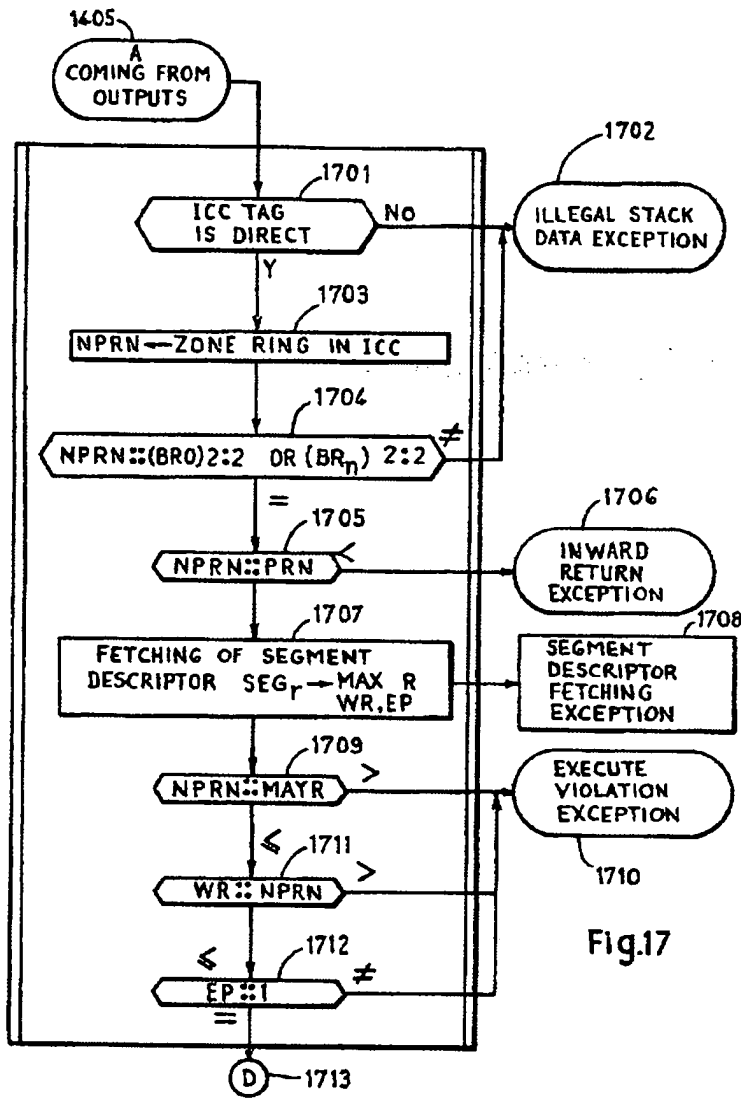 1405
A
COMING FROM
OUTPUTS
1702
1701
ICC TAG
IS DIRECT
No
ILLEGAL STACK
DATA EXCEPTION
Y
1703
NPRN←ZONE RING IN ICC
1704
NPRN::(BRO)2:2 OR (BRn) 2:2
≠
=
1705
1706
NPRN::PRN
<
INWARD
RETURN
EXCEPTION
1707
1708
FETCHING OF SEGMENT
DESCRIPTOR SEGr→MAX R
WR,EP
SEGMENT
DESCRIPTOR
FETCHING
EXCEPTION
1709
NPRN::MAYR
>
EXECUTE
VIOLATION
EXCEPTION
≤
1711
1710
WR::NPRN
>
Fig.17
≤
1712
EP::1
≠
=
D
1713